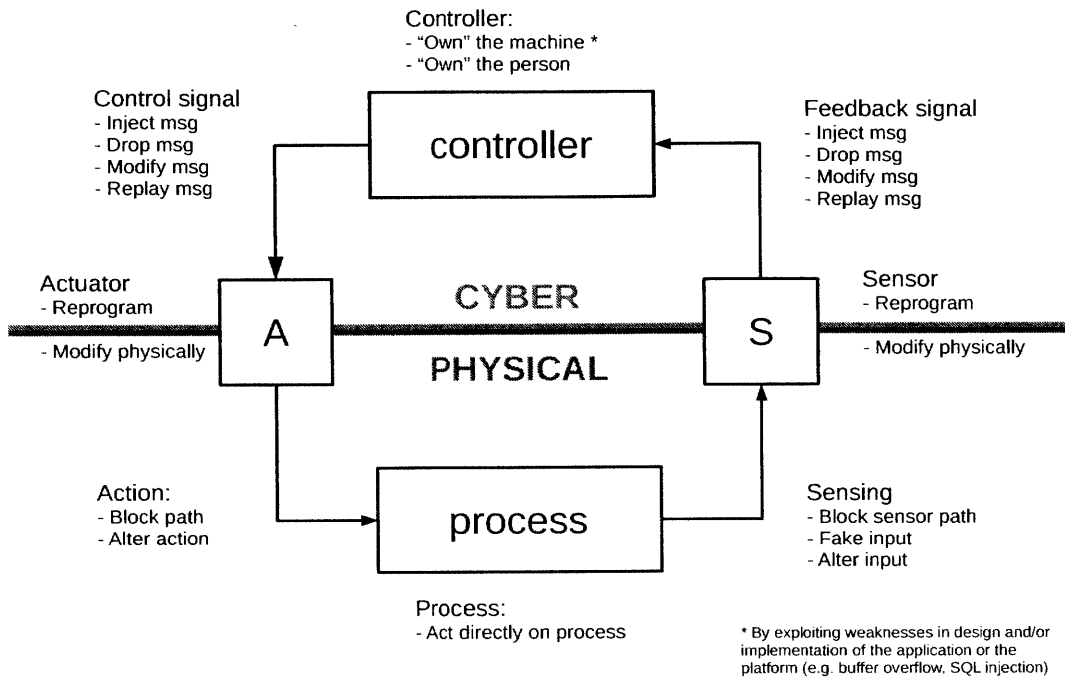 Controller:
- “Own” the machine *
- “Own” the person
Control signal
- Inject msg
- Drop msg
- Modify msg
- Replay msg
controller
Feedback signal
- Inject msg
- Drop msg
- Modify msg
- Replay msg
Actuator
- Reprogram
- Modify physically
A
CYBER
PHYSICAL
S
Sensor
- Reprogram
- Modify physically
Action:
- Block path
- Alter action
process
Sensing
- Block sensor path
- Fake input
- Alter input
Process:
- Act directly on process
* By exploiting weaknesses in design and/or
implementation of the application or the
platform (e.g. buffer overflow, SQL injection)